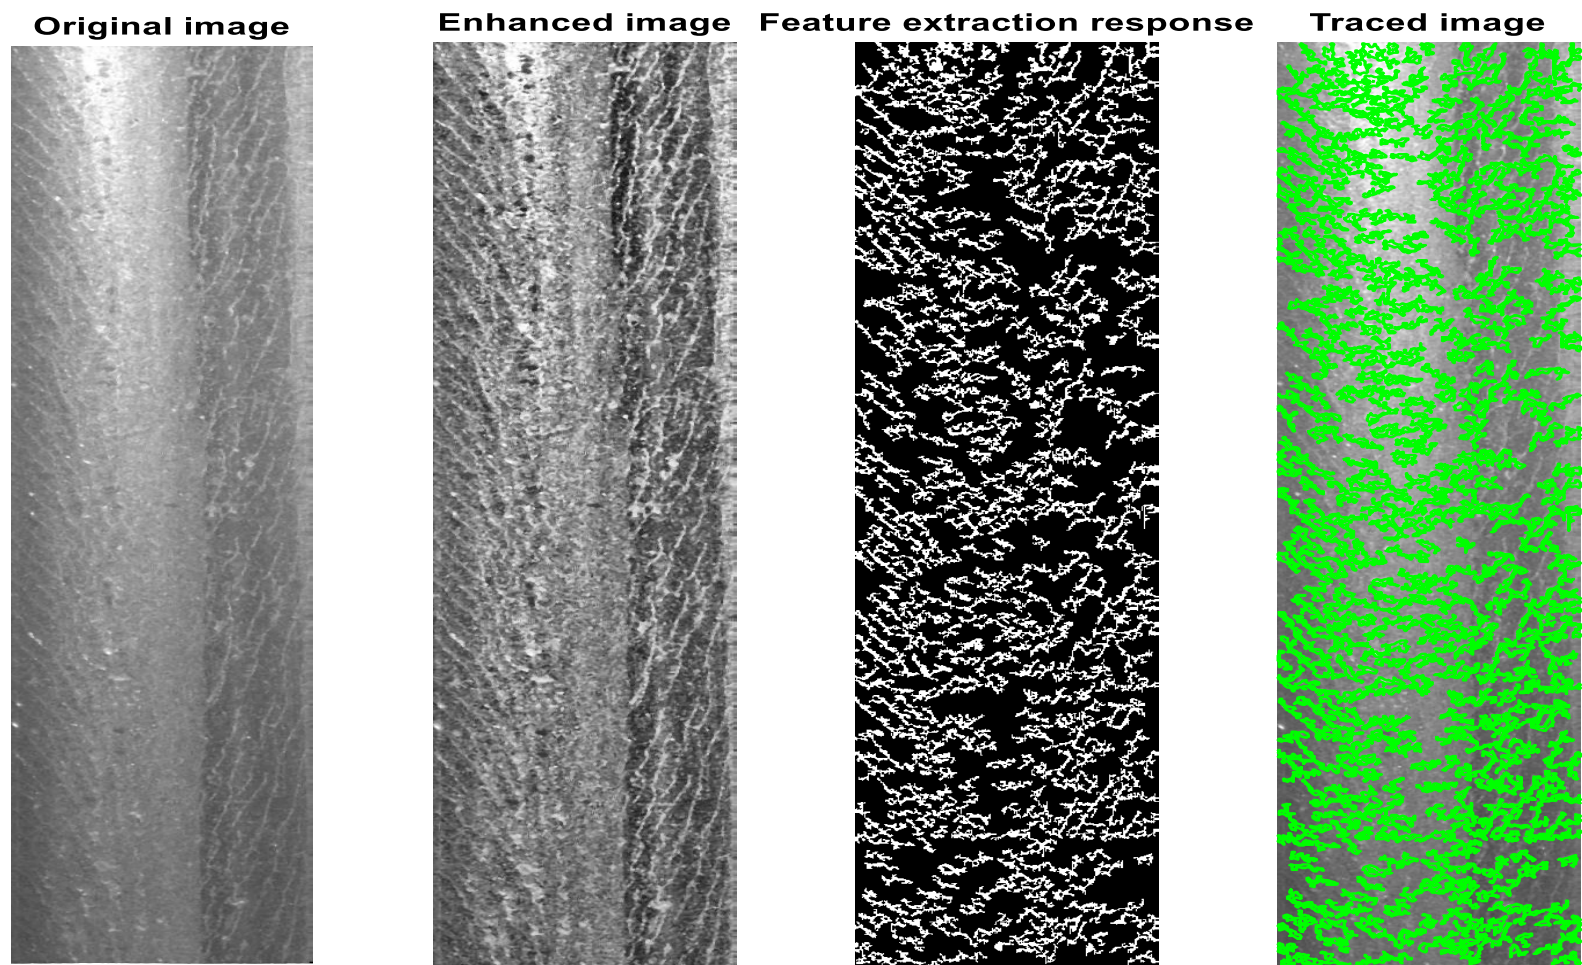 Original image
Enhanced image
Feature extraction response
Traced image